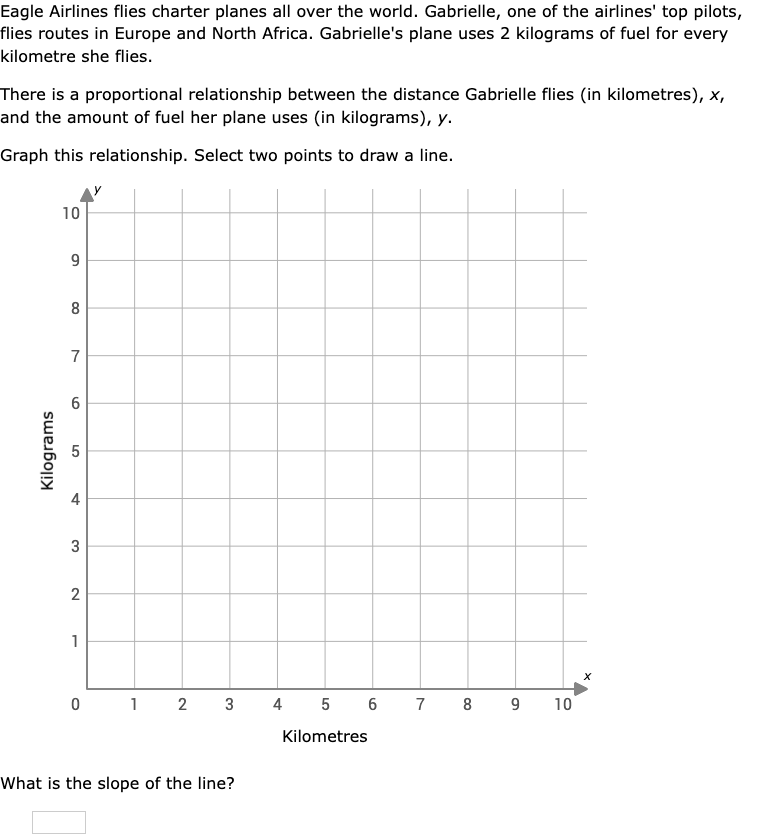 Eagle Airlines flies charter planes all over the world. Gabrielle, one of the airlines' top pilots,
flies routes in Europe and North Africa. Gabrielle's plane uses 2 kilograms of fuel for every
kilometre she flies.
There is a proportional relationship between the distance Gabrielle flies (in kilometres), x,
and the amount of fuel her plane uses (in kilograms), y.
Graph this relationship. Select two points to draw a line.
y
10
9
8
7
6
5
4
3
2
1
Kilograms
x
0 1 2 3 4 5 6 7 8 9 10
Kilometres
What is the slope of the line?